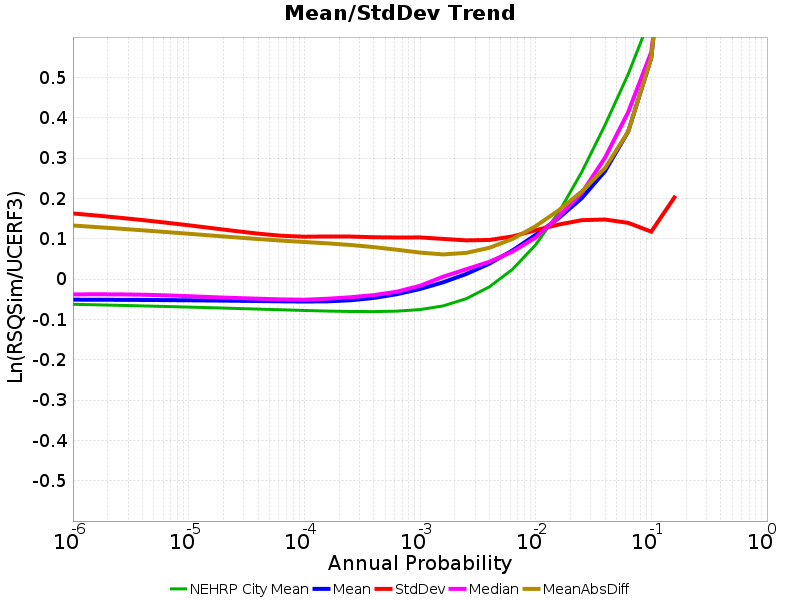 Mean/StdDev Trend
Ln(RSQSim/UCERF3)
0.5
0.4
0.3
0.2
0.1
0
-0.1
-0.2
-0.3
-0.4
-0.5
10^-6 10^-5 10^-4 10^-3 10^-2 10^-1 10^0
Annual Probability
NEHRP City Mean Mean StdDev Median MeanAbsDiff